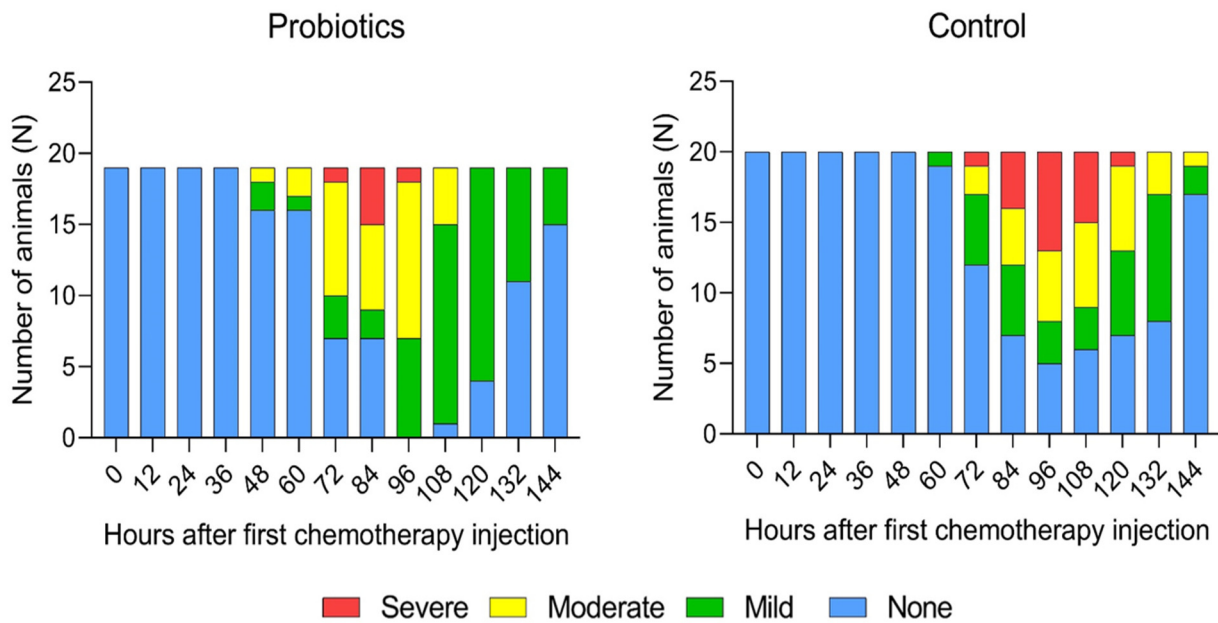 Probiotics
Number of animals (N)
25
20
15
10
5
0
0 12 24 36 48 60 72 84 96 108 120 132 144
Hours after first chemotherapy injection
Control
Number of animals (N)
25
20
15
10
5
0
0 12 24 36 48 60 72 84 96 108 120 132 144
Hours after first chemotherapy injection
Severe Moderate Mild None